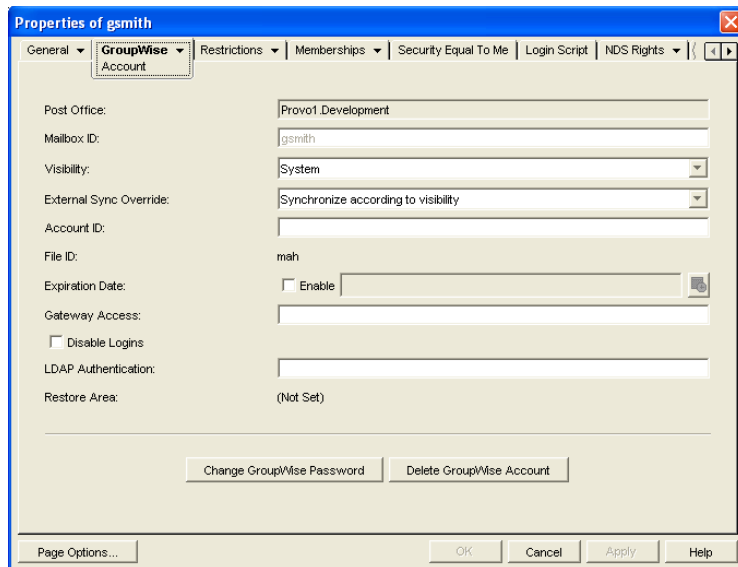 Properties of gsmith
General GroupWise Restrictions Memberships Security Equal To Me Login Script NDS Rights
Account
Post Office: Provo1.Development
Mailbox ID: gsmith
Visibility: System
External Sync Override: Synchronize according to visibility
Account ID:
File ID: mah
Expiration Date: Enable
Gateway Access:
Disable Logins
LDAP Authentication:
Restore Area: (Not Set)
Change GroupWise Password Delete GroupWise Account
Page Options... OK Cancel Apply Help